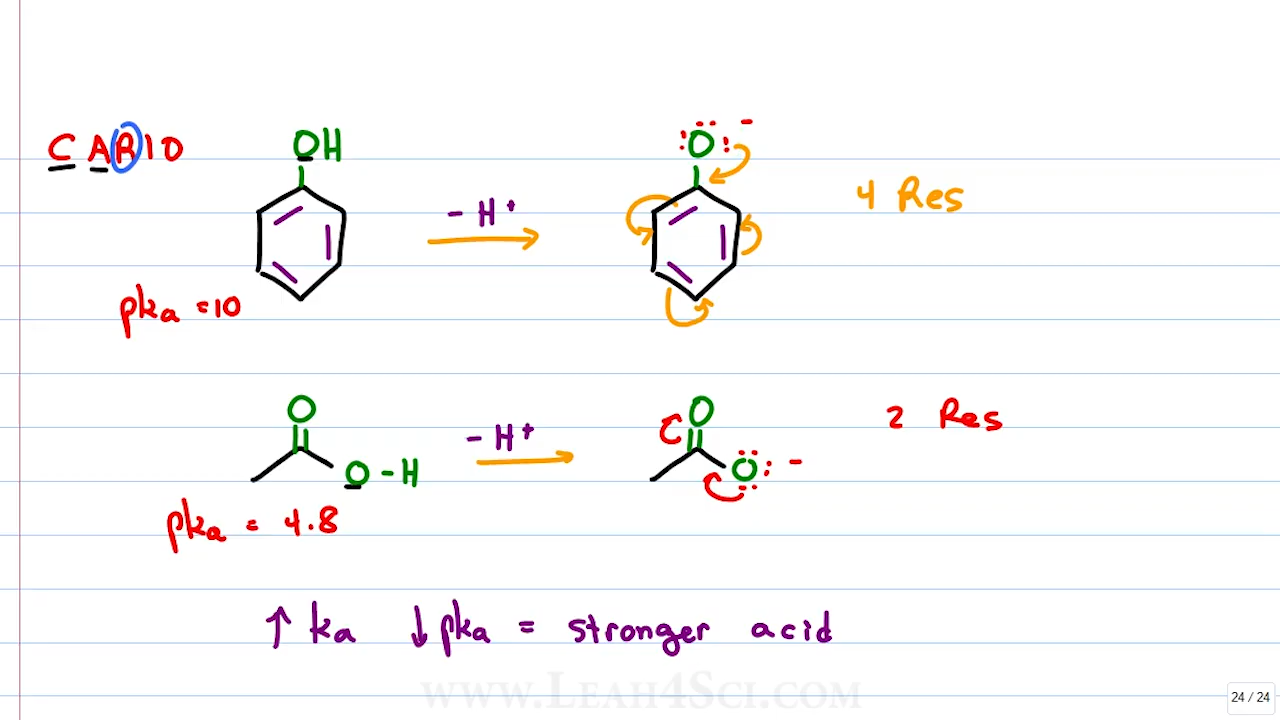 CARIO
OH
- H+
:Ö: -
4 Res
pka = 10
O
O - H
- H+
O
O -
2 Res
pka = 4.8
↑ ka ↓ pka = stronger acid
www.Leah4Sci.com
24 / 24